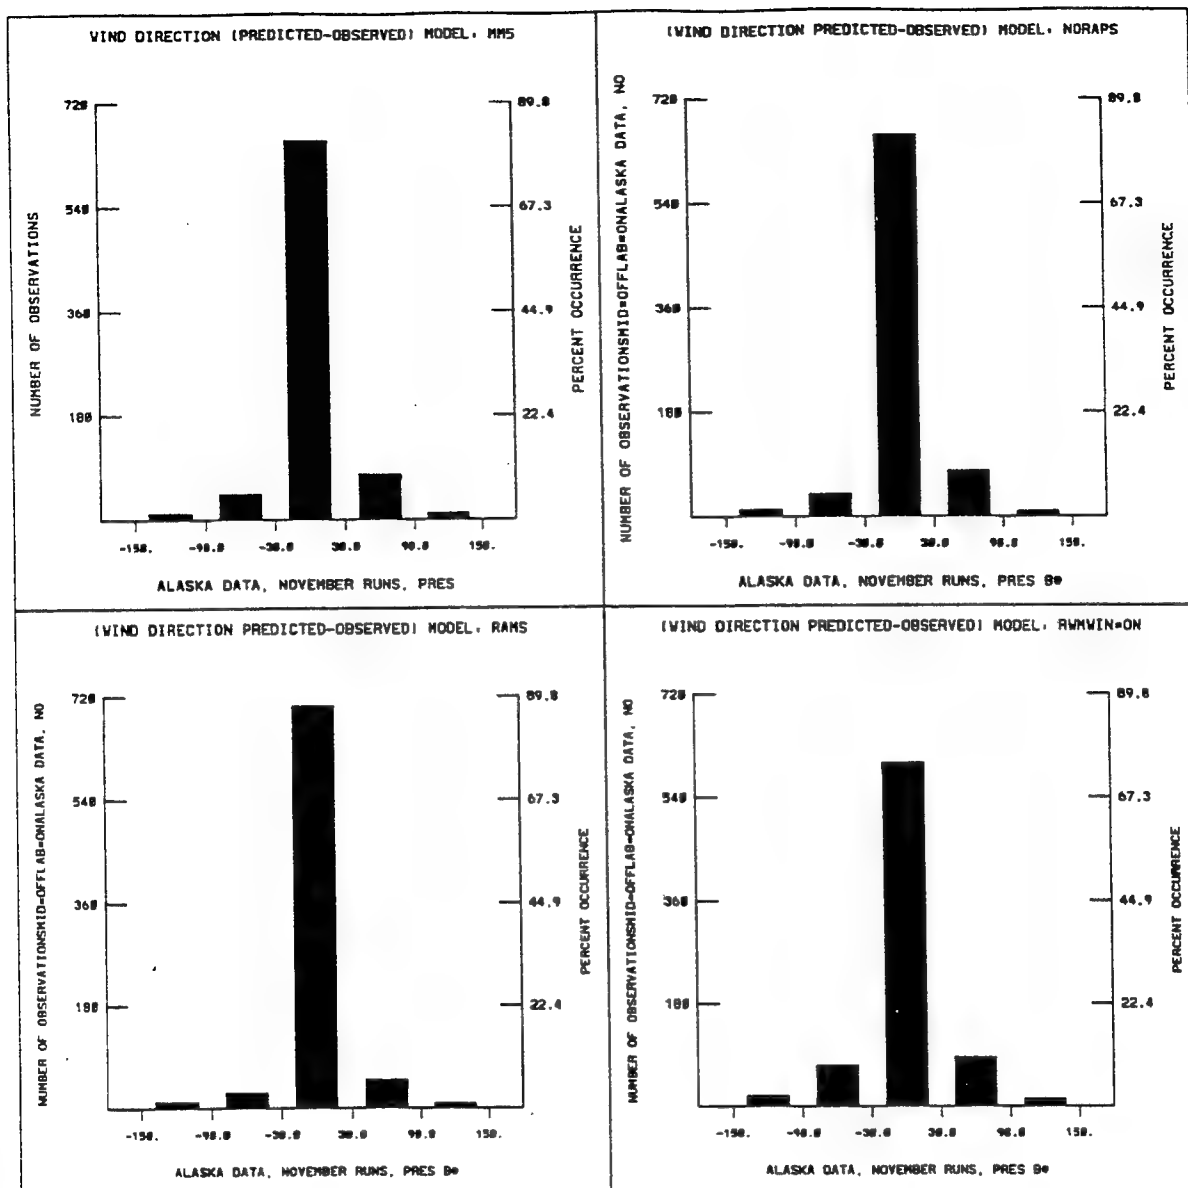 WIND DIRECTION (PREDICTED-OBSERVED) MODEL. MM5
NUMBER OF OBSERVATIONS
720
540
360
180
89.8
67.3
44.9
22.4
PERCENT OCCURRENCE
-150. -90.0 -30.0 30.0 90.0 150.
ALASKA DATA, NOVEMBER RUNS, PRES
(WIND DIRECTION PREDICTED-OBSERVED) MODEL. NORAPS
NUMBER OF OBSERVATIONSMID=OFFLAB=ONALASKA DATA, NO
720
540
360
180
89.8
67.3
44.9
22.4
PERCENT OCCURRENCE
-150. -90.0 -30.0 30.0 90.0 150.
ALASKA DATA, NOVEMBER RUNS, PRES
(WIND DIRECTION PREDICTED-OBSERVED) MODEL. RAMS
NUMBER OF OBSERVATIONSMID=OFFLAB=ONALASKA DATA, NO
720
540
360
180
89.8
67.3
44.9
22.4
PERCENT OCCURRENCE
-150. -90.0 -30.0 30.0 90.0 150.
ALASKA DATA, NOVEMBER RUNS, PRES
(WIND DIRECTION PREDICTED-OBSERVED) MODEL. RWMWIN=ON
NUMBER OF OBSERVATIONSMID=OFFLAB=ONALASKA DATA, NO
720
540
360
180
89.8
67.3
44.9
22.4
PERCENT OCCURRENCE
-150. -90.0 -30.0 30.0 90.0 150.
ALASKA DATA, NOVEMBER RUNS, PRES